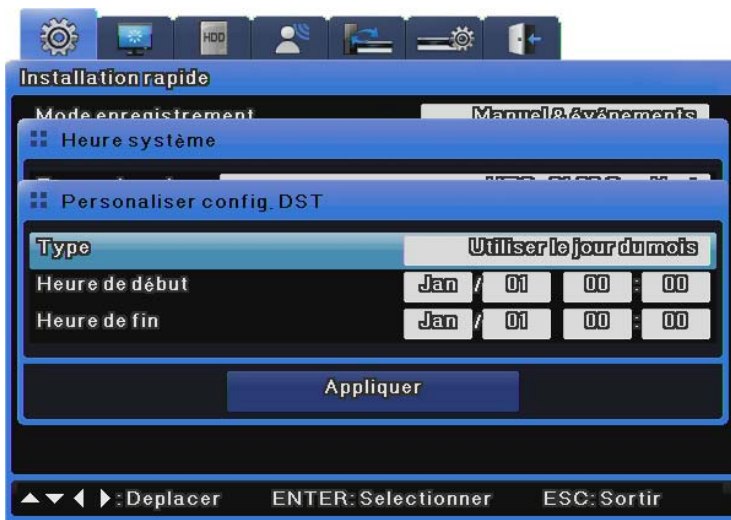 HDD
Installation rapide
Mode enregistrement Manuel & événements
Heure système
Personaliser config. DST
Type Utiliser le jour du mois
Heure de début Jan / 01 00 : 00
Heure de fin Jan / 01 00 : 00
Appliquer
:Deplacer ENTER:Selectionner ESC:Sortir